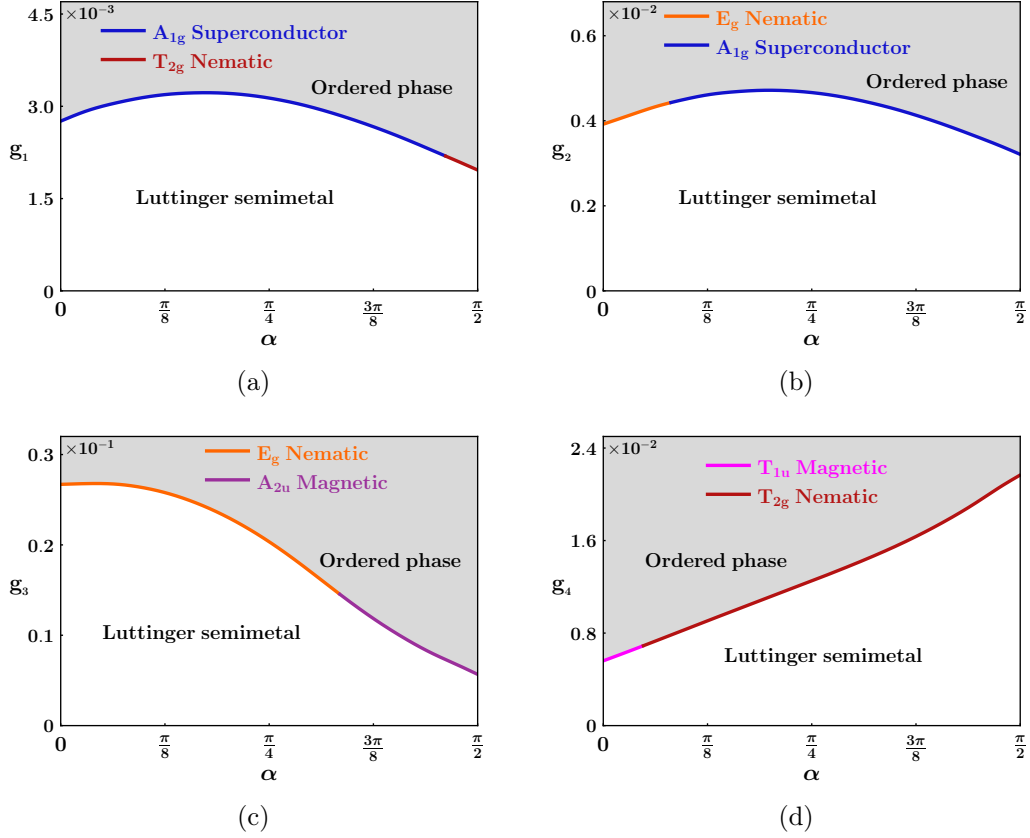 ×10⁻³
4.5
3.0
g₁
1.5
0
A₁g Superconductor
T₂g Nematic
Ordered phase
Luttinger semimetal
0 π/8 π/4 3π/8 π/2
α
(a)
×10⁻²
0.6
0.4
g₂
0.2
0
E_g Nematic
A₁g Superconductor
Ordered phase
Luttinger semimetal
0 π/8 π/4 3π/8 π/2
α
(b)
×10⁻¹
0.3
0.2
g₃
0.1
0
E_g Nematic
A₂u Magnetic
Ordered phase
Luttinger semimetal
0 π/8 π/4 3π/8 π/2
α
(c)
×10⁻²
2.4
1.6
g₄
0.8
0
T₁u Magnetic
T₂g Nematic
Ordered phase
Luttinger semimetal
0 π/8 π/4 3π/8 π/2
α
(d)